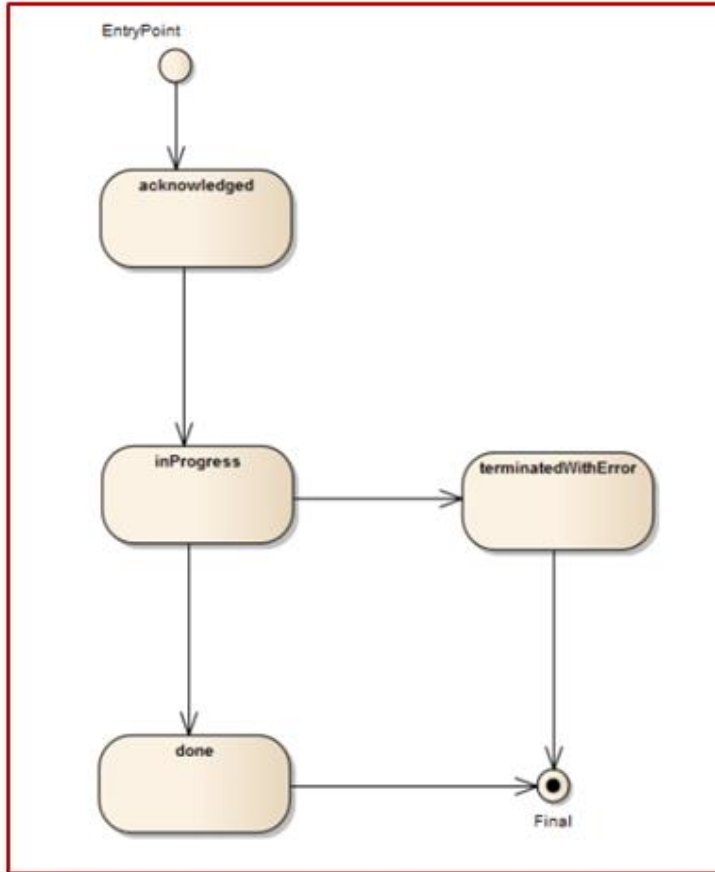 EntryPoint
acknowledged
inProgress
terminatedWithError
done
Final